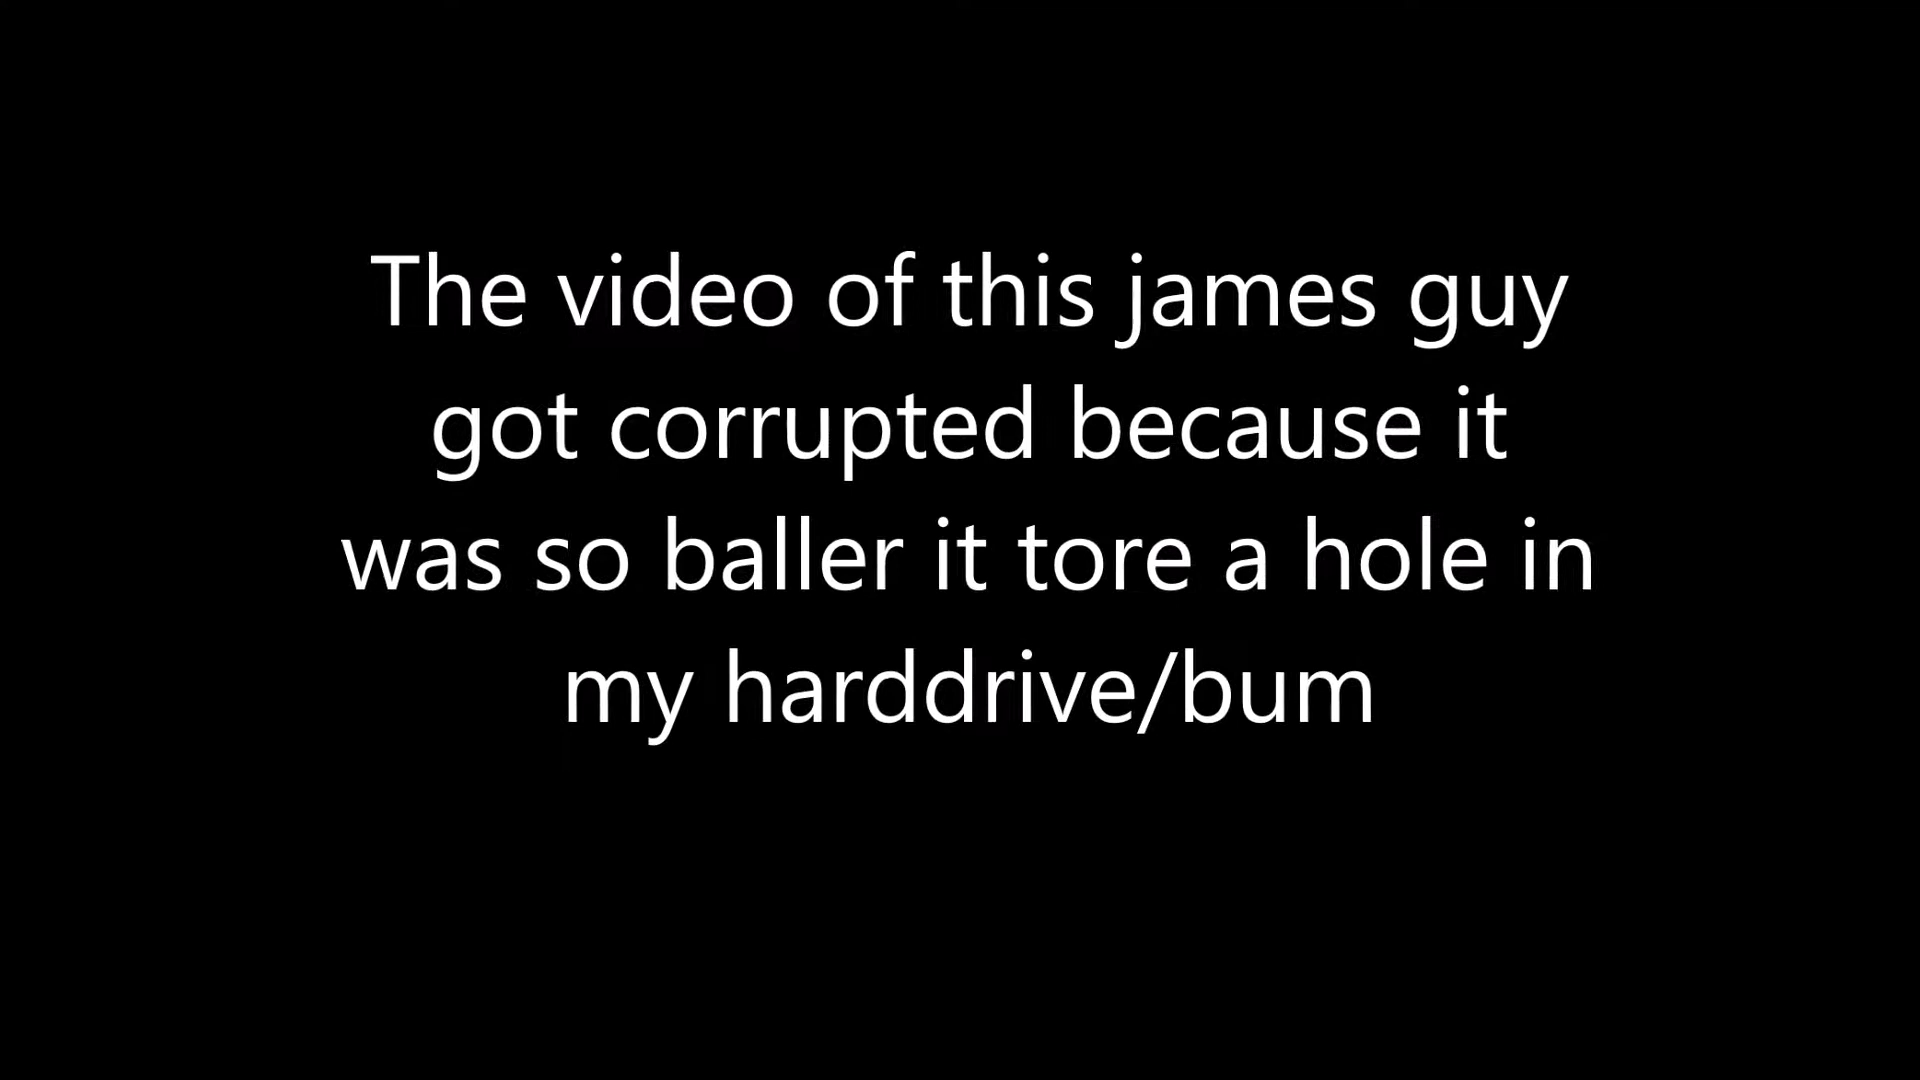 The video of this james guy
got corrupted because it
was so baller it tore a hole in
my harddrive/bum